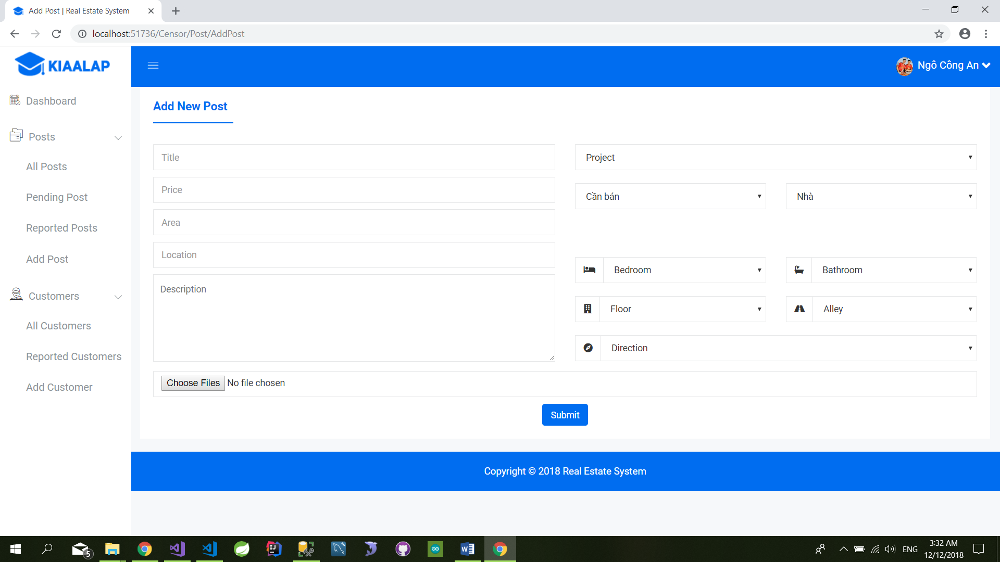 Add Post | Real Estate System
localhost:51736/Censor/Post/AddPost
KIAALAP
Ngô Công An
Dashboard
Posts
All Posts
Pending Post
Reported Posts
Add Post
Customers
All Customers
Reported Customers
Add Customer
Add New Post
Title
Price
Area
Location
Description
Project
Cần bán
Nhà
Bedroom
Bathroom
Floor
Alley
Direction
Choose Files No file chosen
Submit
Copyright © 2018 Real Estate System
5
IJ
W
ENG
3:32 AM
12/12/2018